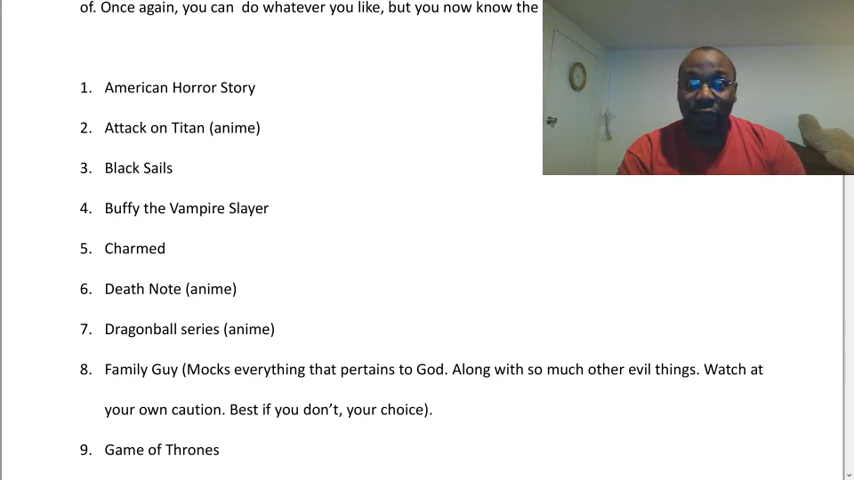 of. Once again, you can  do whatever you like, but you now know the
1. American Horror Story
2. Attack on Titan (anime)
3. Black Sails
4. Buffy the Vampire Slayer
5. Charmed
6. Death Note (anime)
7. Dragonball series (anime)
8. Family Guy (Mocks everything that pertains to God. Along with so much other evil things. Watch at
your own caution. Best if you don’t, your choice).
9. Game of Thrones